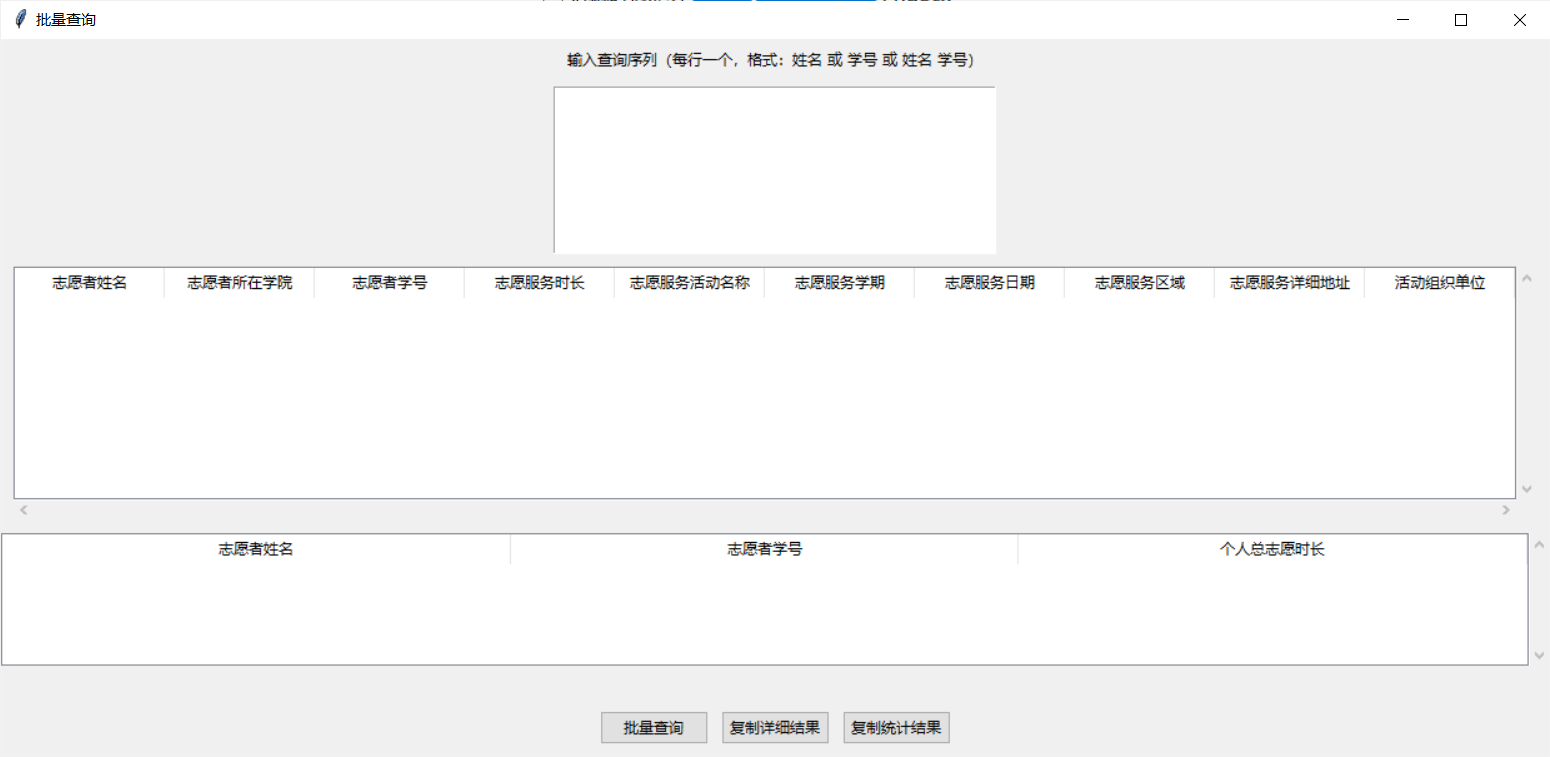 批量查询
输入查询序列（每行一个，格式：姓名 或 学号 或 姓名 学号）
志愿者姓名 志愿者所在学院 志愿者学号 志愿服务时长 志愿服务活动名称 志愿服务学期 志愿服务日期 志愿服务区域 志愿服务详细地址 活动组织单位
志愿者姓名 志愿者学号 个人总志愿时长
批量查询 复制详细结果 复制统计结果